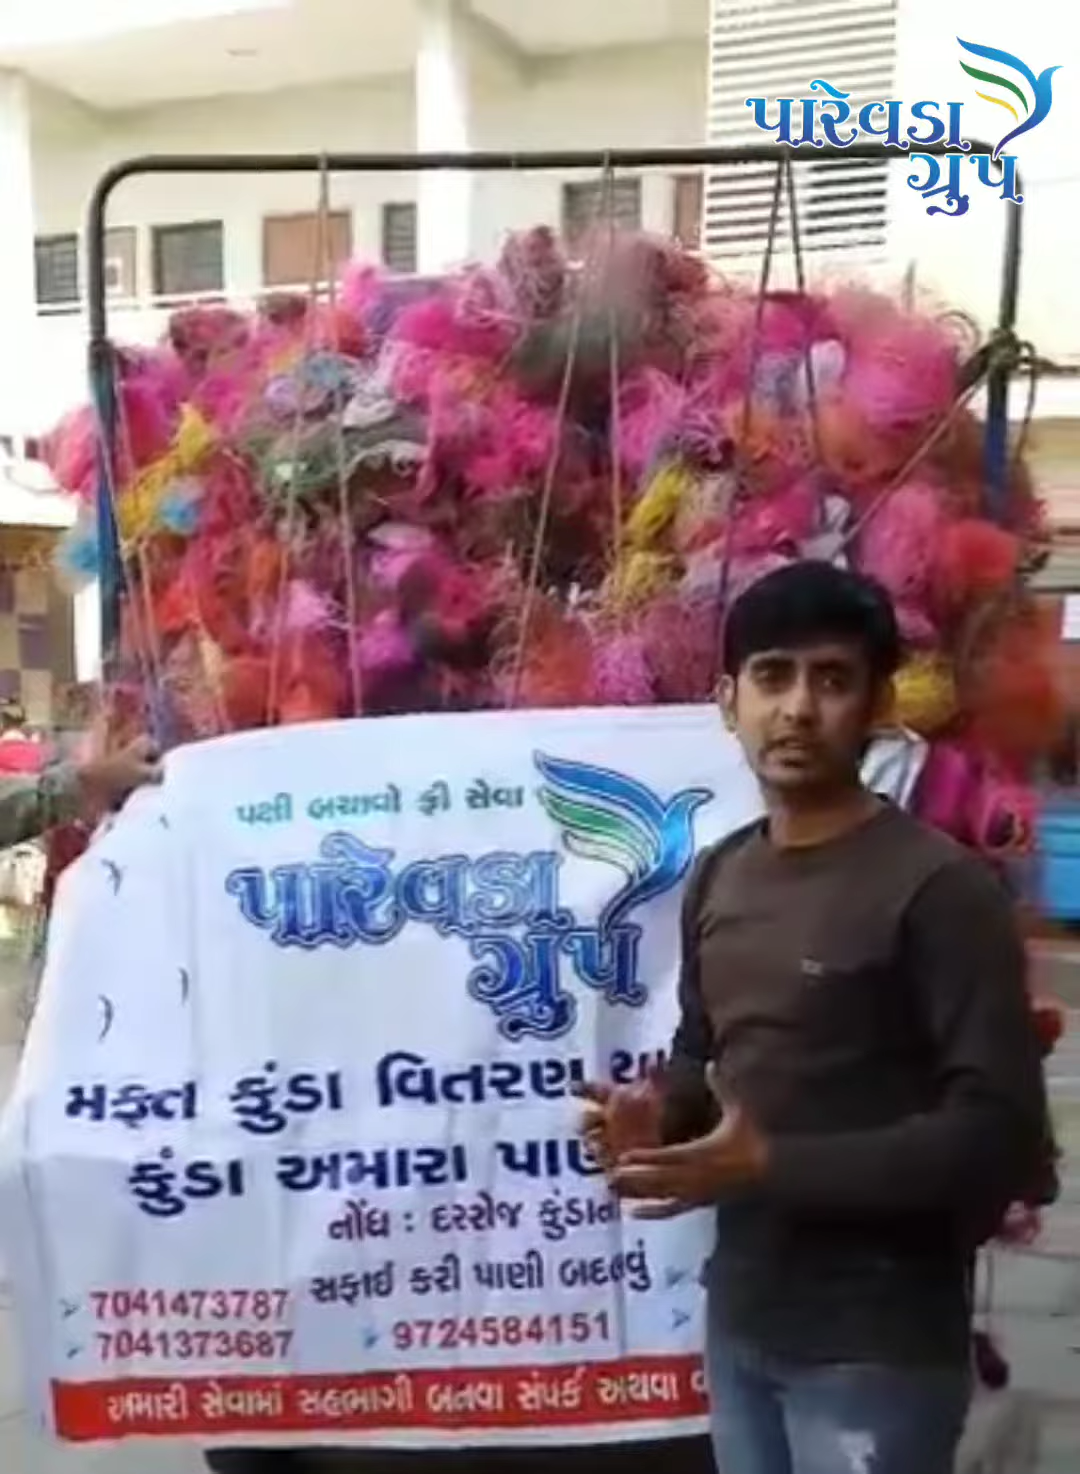 પારેવડા
ગ્રુપ
પક્ષી બચાવો ફ્રી સેવા
પારેવડા
ગ્રુપ
મફત કુંડા વિતરણ
કુંડા અમારા
નોંધ : દરરોજ કુંડાની
સફાઈ કરી પાણી બદલવું
➢ 7041473787
➢ 7041373687 ➢ 9724584151 ➢
અમારી સેવામાં સહભાગી બનવા સંપર્ક અથવા